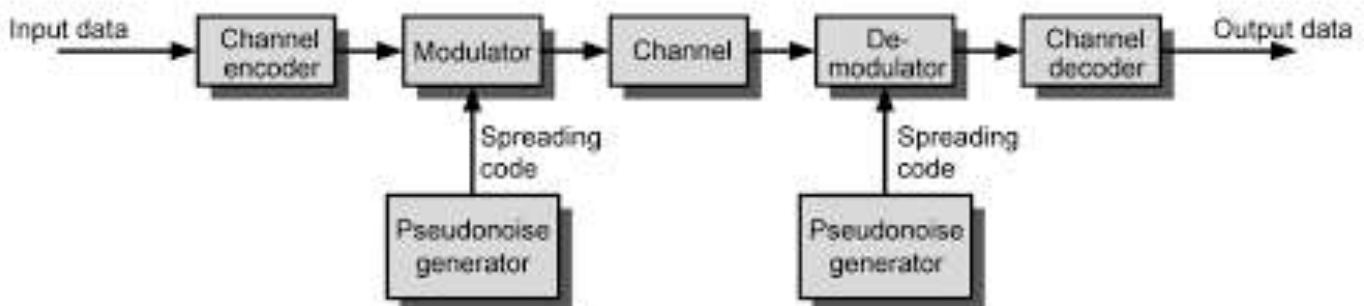 Input data
Channel
encoder
Modulator
Channel
De-
modulator
Channel
decoder
Output data
Spreading
code
Spreading
code
Pseudonoise
generator
Pseudonoise
generator